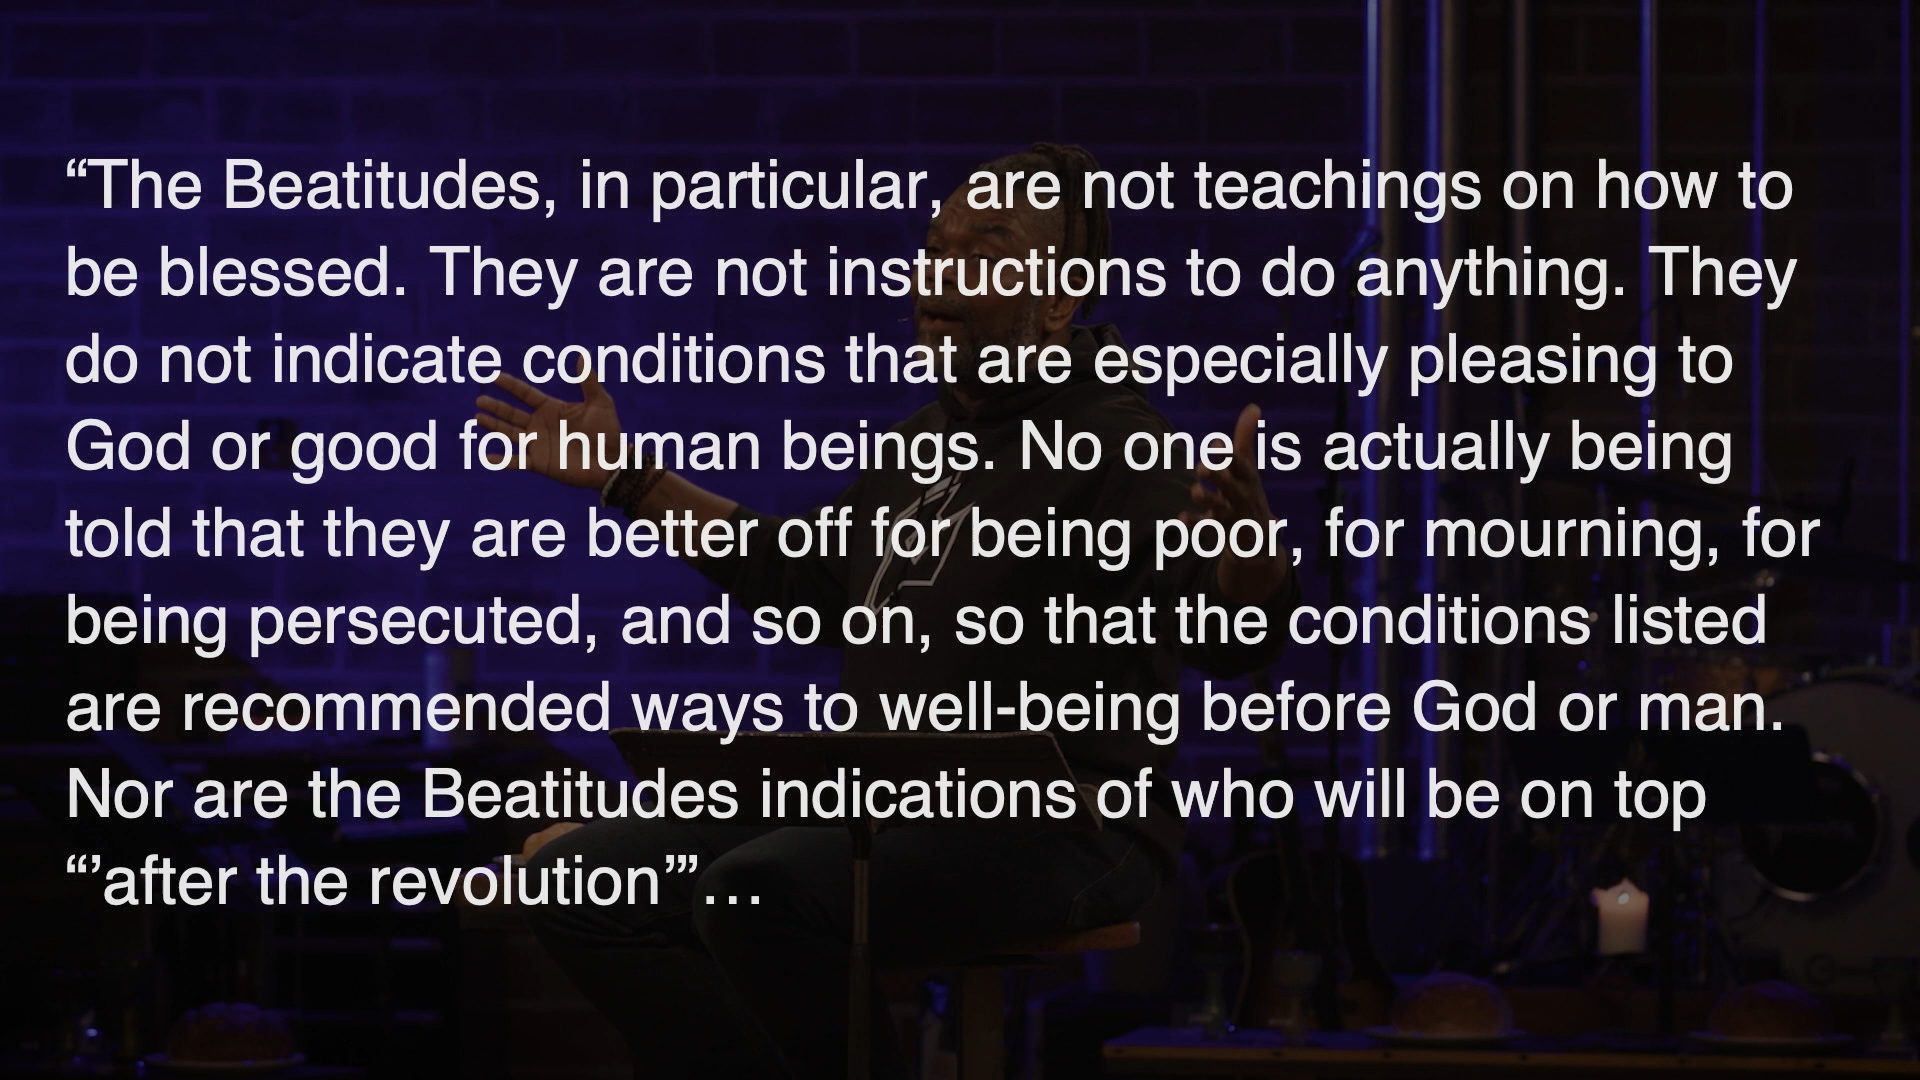 “The Beatitudes, in particular, are not teachings on how to
be blessed. They are not instructions to do anything. They
do not indicate conditions that are especially pleasing to
God or good for human beings. No one is actually being
told that they are better off for being poor, for mourning, for
being persecuted, and so on, so that the conditions listed
are recommended ways to well-being before God or man.
Nor are the Beatitudes indications of who will be on top
“’after the revolution’”…